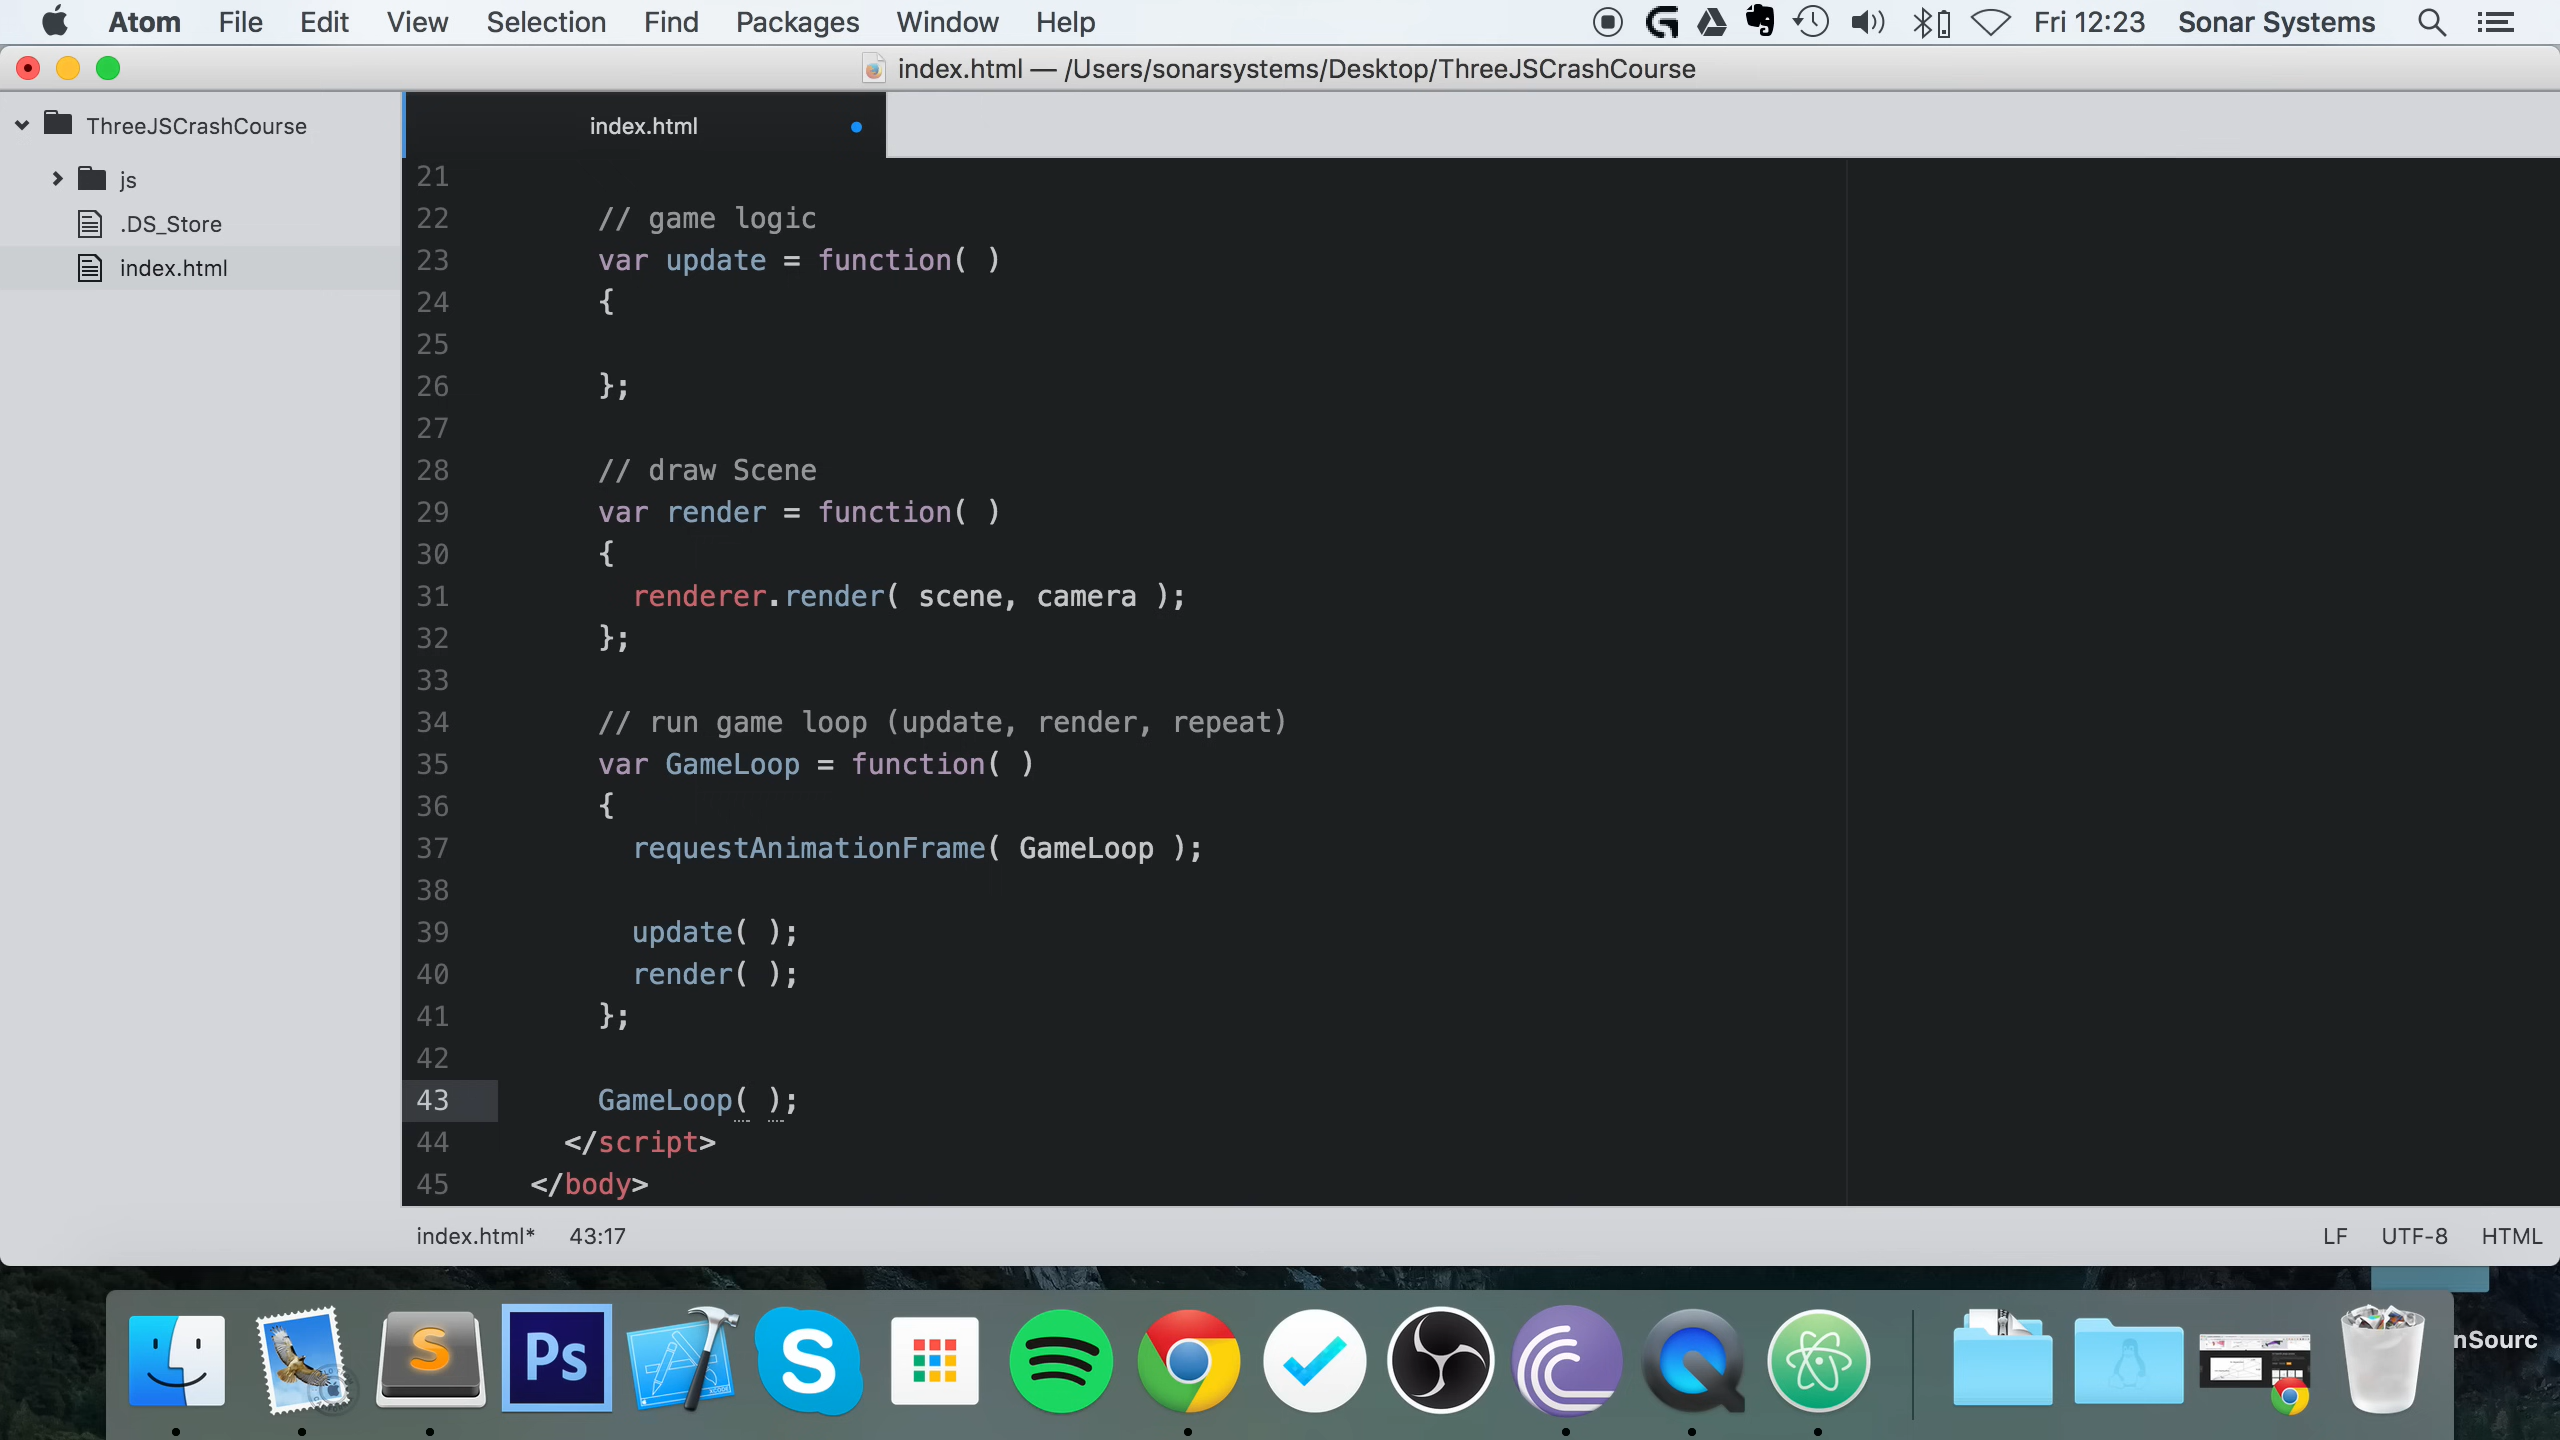 Atom File Edit View Selection Find Packages Window Help Fri 12:23 Sonar Systems
index.html — /Users/sonarsystems/Desktop/ThreeJSCrashCourse
ThreeJSCrashCourse
js
.DS_Store
index.html
index.html
21
22 // game logic
23 var update = function( )
24 {
25
26 };
27
28 // draw Scene
29 var render = function( )
30 {
31 renderer.render( scene, camera );
32 };
33
34 // run game loop (update, render, repeat)
35 var GameLoop = function( )
36 {
37 requestAnimationFrame( GameLoop );
38
39 update( );
40 render( );
41 };
42
43 GameLoop( );
44 </script>
45 </body>
index.html* 43:17 LF UTF-8 HTML
S
Ps
S
nSourc